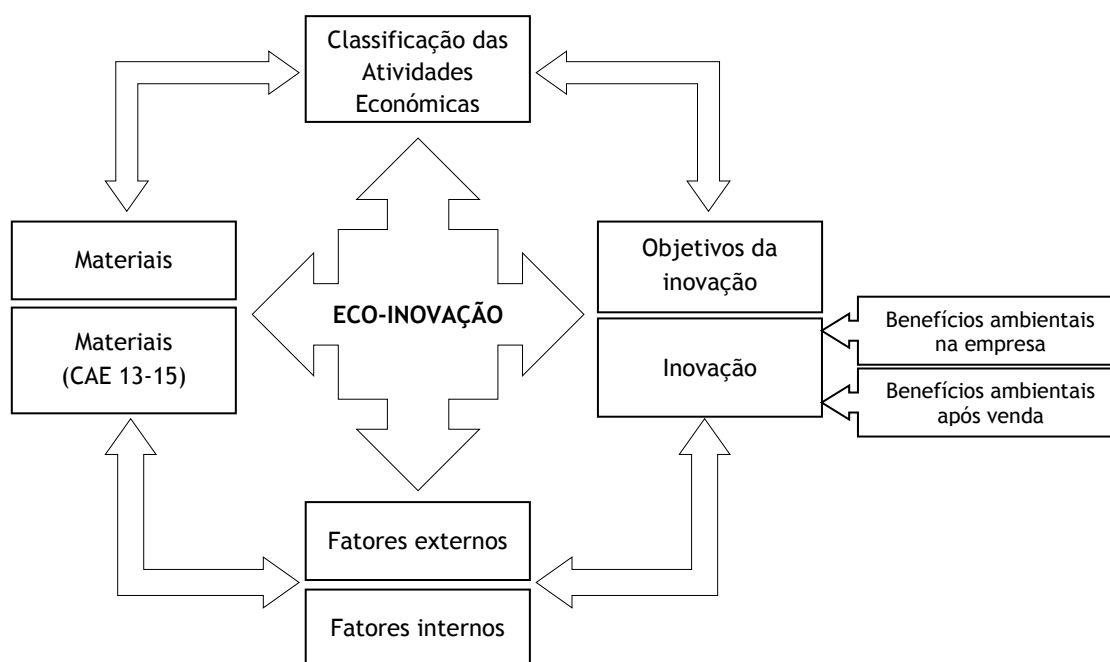 Classificação das
Atividades
Económicas
Materiais
Materiais
(CAE 13-15)
ECO-INOVAÇÃO
Objetivos da
inovação
Inovação
Benefícios ambientais
na empresa
Benefícios ambientais
após venda
Fatores externos
Fatores internos